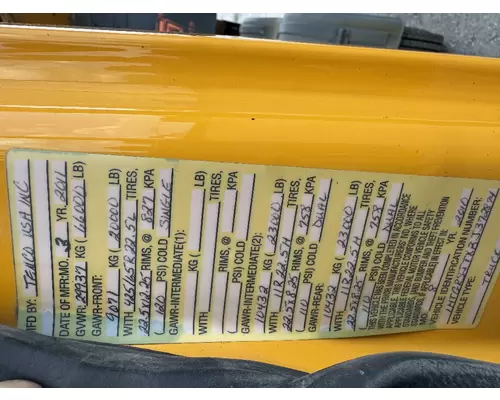 MFD BY: TEMCO USA INC
DATE OF MFR:MO. 3 YR. 2011
GVWR: 29937 KG ( 66000 LB)
GAWR-FRONT:
9071 KG ( 20000 LB)
WITH 425/65R22.5L TIRES,
22.5X12.25 RIMS @ 827 KPA
( 120 PSI) COLD SINGLE
GAWR-INTERMEDIATE(1):
KG ( LB)
WITH TIRES,
RIMS @ KPA
( PSI) COLD
GAWR-INTERMEDIATE(2):
10432 KG ( 23000 LB)
WITH 11R22.5H TIRES,
22.5X8.25 RIMS @ 758 KPA
( 110 PSI) COLD DUAL
GAWR-REAR:
10432 KG ( 23000 LB)
WITH 11R22.5H TIRES,
22.5X8.25 RIMS @ 758 KPA
( 110 PSI) COLD DUAL
VEHICLE IDENTIFICATION NUMBER:
VEHICLE TYPE: TRUCK